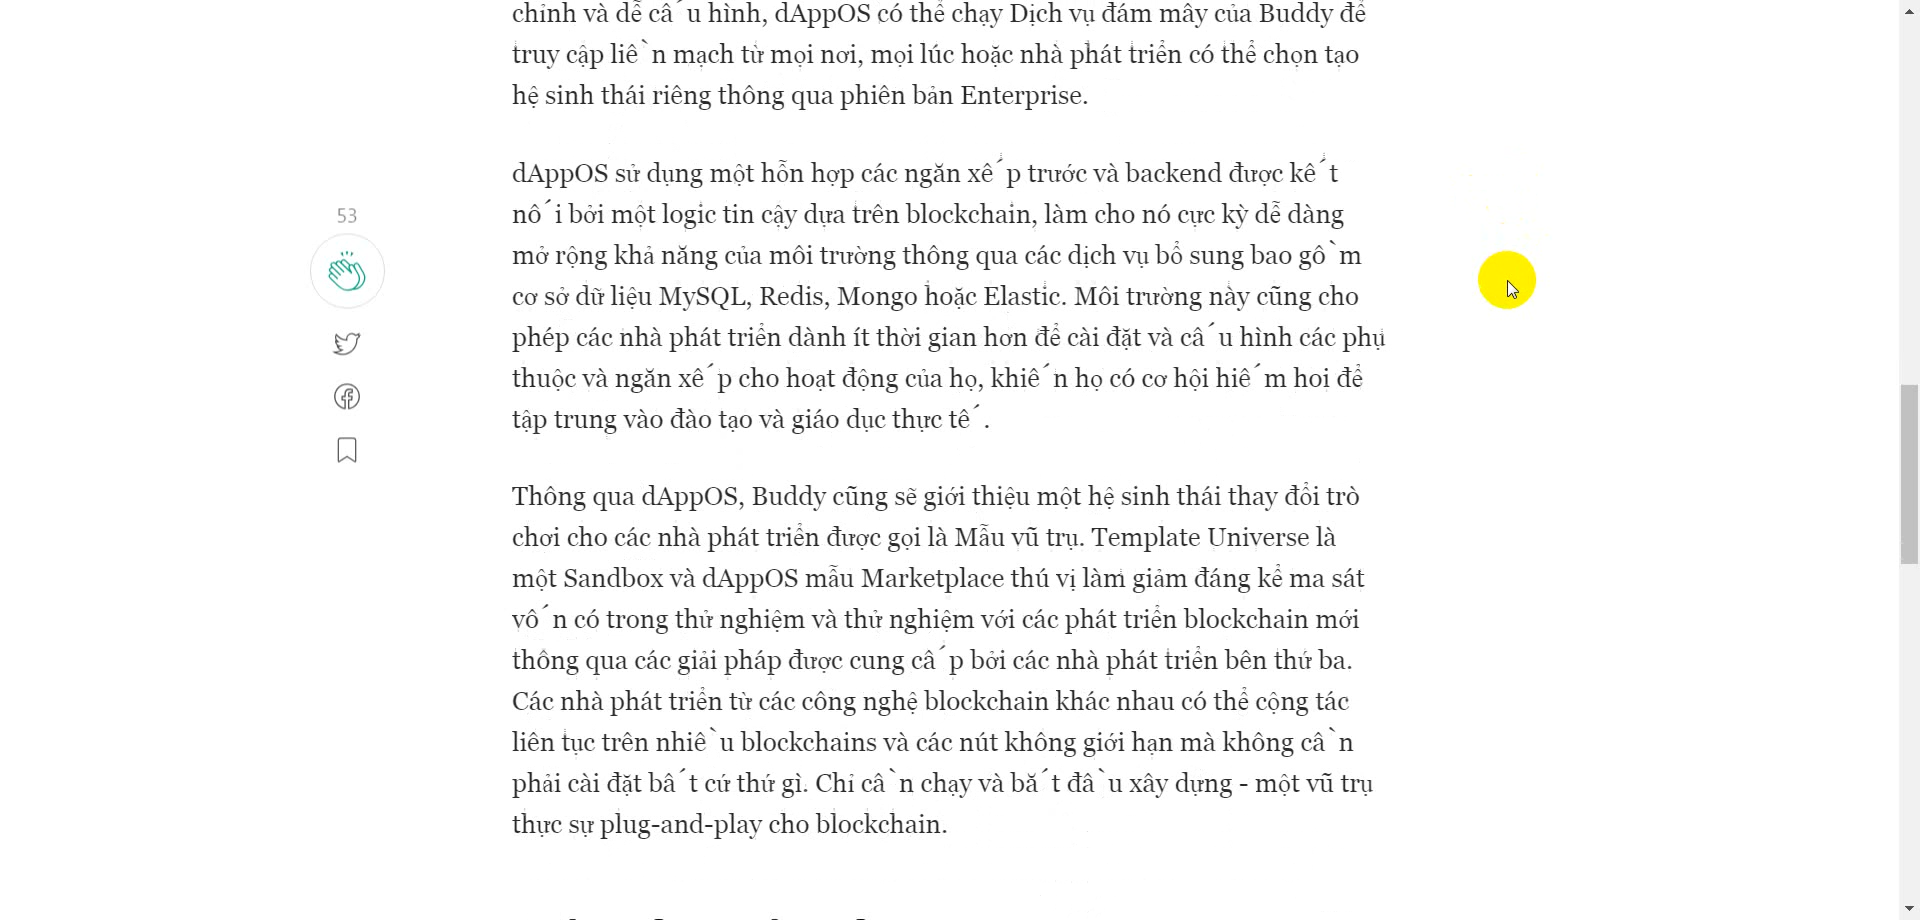 chỉnh và dễ cấu hình, dAppOS có thể chạy Dịch vụ đám mây của Buddy để
truy cập liền mạch từ mọi nơi, mọi lúc hoặc nhà phát triển có thể chọn tạo
hệ sinh thái riêng thông qua phiên bản Enterprise.
dAppOS sử dụng một hỗn hợp các ngăn xếp trước và backend được kết
nối bởi một logic tin cậy dựa trên blockchain, làm cho nó cực kỳ dễ dàng
mở rộng khả năng của môi trường thông qua các dịch vụ bổ sung bao gồm
cơ sở dữ liệu MySQL, Redis, Mongo hoặc Elastic. Môi trường này cũng cho
phép các nhà phát triển dành ít thời gian hơn để cài đặt và cấu hình các phụ
thuộc và ngăn xếp cho hoạt động của họ, khiến họ có cơ hội hiếm hoi để
tập trung vào đào tạo và giáo dục thực tế.
53
Thông qua dAppOS, Buddy cũng sẽ giới thiệu một hệ sinh thái thay đổi trò
chơi cho các nhà phát triển được gọi là Mẫu vũ trụ. Template Universe là
một Sandbox và dAppOS mẫu Marketplace thú vị làm giảm đáng kể ma sát
vốn có trong thử nghiệm và thử nghiệm với các phát triển blockchain mới
thông qua các giải pháp được cung cấp bởi các nhà phát triển bên thứ ba.
Các nhà phát triển từ các công nghệ blockchain khác nhau có thể cộng tác
liên tục trên nhiều blockchains và các nút không giới hạn mà không cần
phải cài đặt bất cứ thứ gì. Chỉ cần chạy và bắt đầu xây dựng - một vũ trụ
thực sự plug-and-play cho blockchain.